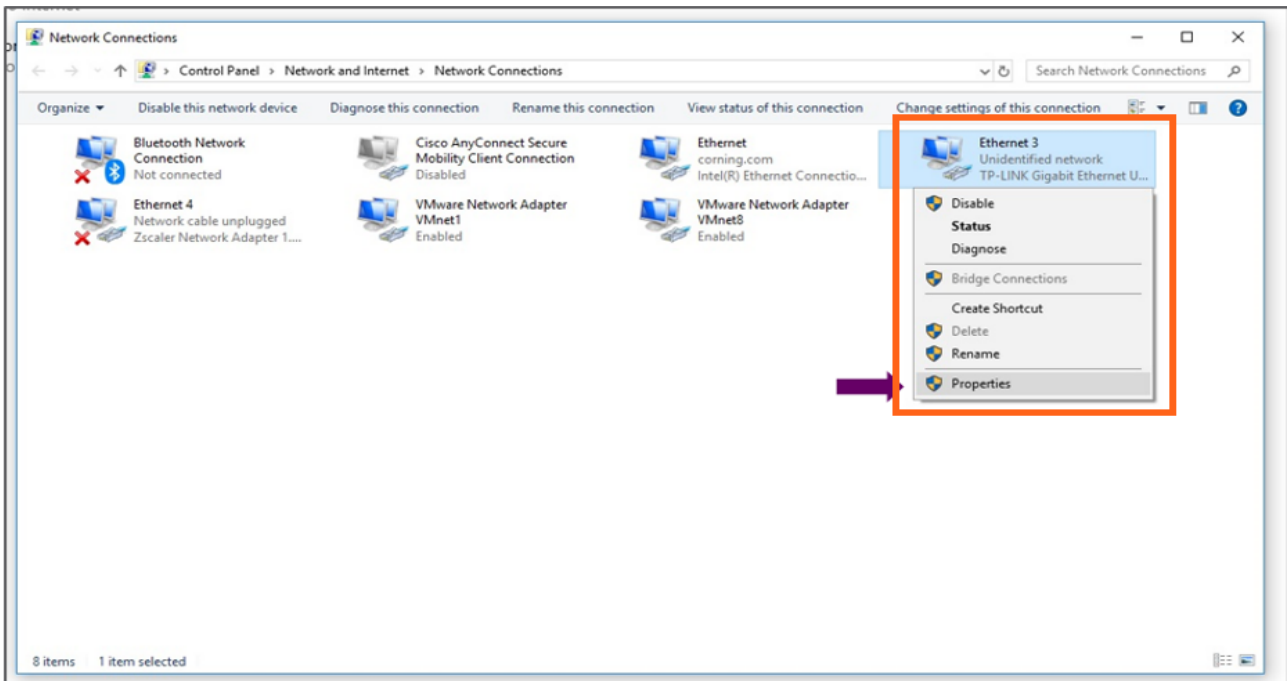 Network Connections
Control Panel > Network and Internet > Network Connections
Search Network Connections
Organize
Disable this network device
Diagnose this connection
Rename this connection
View status of this connection
Change settings of this connection
Bluetooth Network
Connection
Not connected
Cisco AnyConnect Secure
Mobility Client Connection
Disabled
Ethernet
corning.com
Intel(R) Ethernet Connectio...
Ethernet 3
Unidentified network
TP-LINK Gigabit Ethernet U...
Ethernet 4
Network cable unplugged
Zscaler Network Adapter 1....
VMware Network Adapter
VMnet1
Enabled
VMware Network Adapter
VMnet8
Enabled
Disable
Status
Diagnose
Bridge Connections
Create Shortcut
Delete
Rename
Properties
8 items
1 item selected